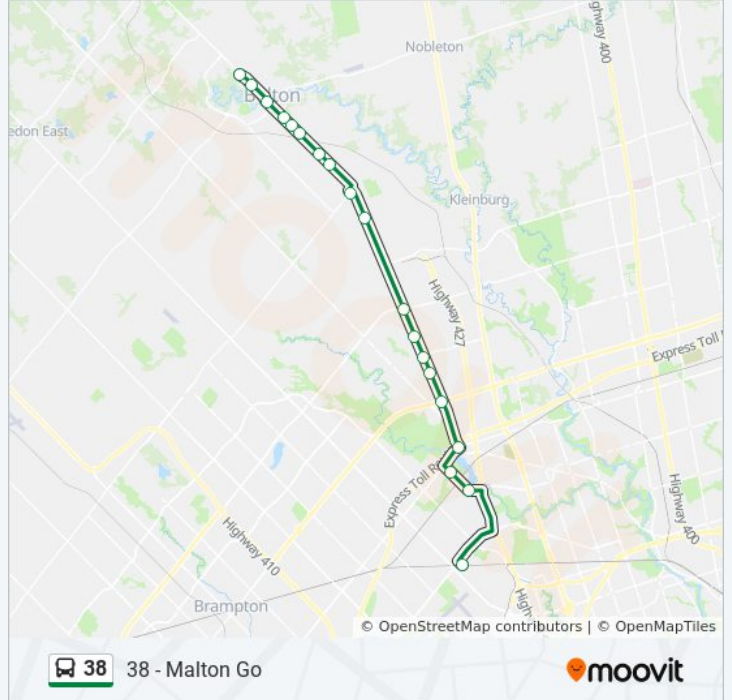 Nobleton
Highway 400
Bolton
edon East
Kleinburg
Highway 427
Express Toll R
Express Toll R
Highway 400
Highway 410
Brampton
High
© OpenStreetMap contributors | © OpenMapTiles
38 38 - Malton Go moovit